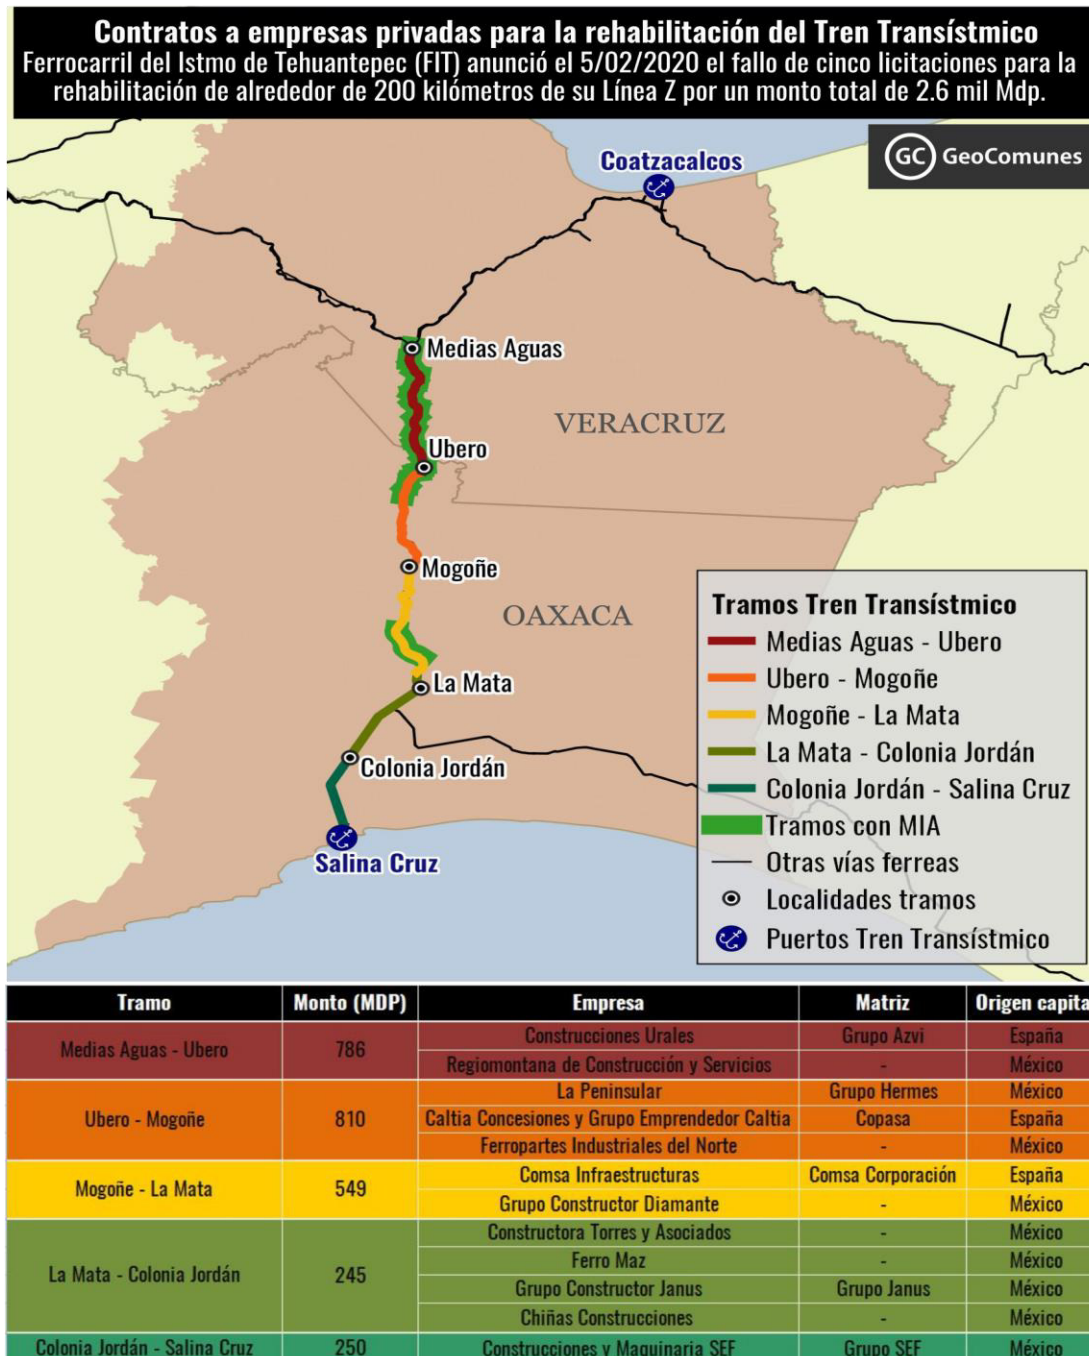 Contratos a empresas privadas para la rehabilitación del Tren Transístmico
Ferrocarril del Istmo de Tehuantepec (FIT) anunció el 5/02/2020 el fallo de cinco licitaciones para la
rehabilitación de alrededor de 200 kilómetros de su Línea Z por un monto total de 2.6 mil Mdp.
GC GeoComunes
Coatzacalcos
Medias Aguas
VERACRUZ
Ubero
Mogoñe
OAXACA
La Mata
Colonia Jordán
Salina Cruz
Tramos Tren Transístmico
Medias Aguas - Ubero
Ubero - Mogoñe
Mogoñe - La Mata
La Mata - Colonia Jordán
Colonia Jordán - Salina Cruz
Tramos con MIA
Otras vías ferreas
Localidades tramos
Puertos Tren Transístmico
Tramo Monto (MDP) Empresa Matriz Origen capita
Medias Aguas - Ubero 786 Construcciones Urales Grupo Azvi España
Regiomontana de Construcción y Servicios - México
Ubero - Mogoñe 810 La Peninsular Grupo Hermes México
Caltia Concesiones y Grupo Emprendedor Caltia Copasa España
Ferropartes Industriales del Norte - México
Mogoñe - La Mata 549 Comsa Infraestructuras Comsa Corporación España
Grupo Constructor Diamante - México
La Mata - Colonia Jordán 245 Constructora Torres y Asociados - México
Ferro Maz - México
Grupo Constructor Janus Grupo Janus México
Chiñas Construcciones - México
Colonia Jordán - Salina Cruz 250 Construcciones y Maquinaria SEF Grupo SEF México